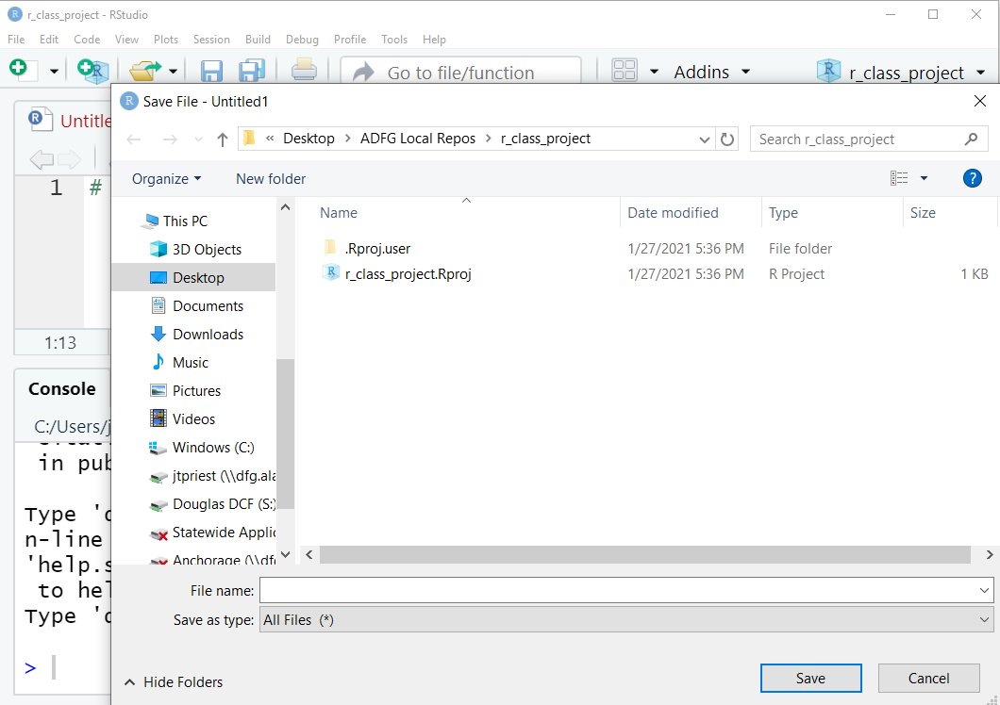 r_class_project - RStudio
File Edit Code View Plots Session Build Debug Profile Tools Help
Go to file/function Addins r_class_project
Save File - Untitled1
Untitle
« Desktop > ADFG Local Repos > r_class_project
Search r_class_project
Organize New folder
1 #
Name Date modified Type Size
This PC
3D Objects
Desktop
Documents
Downloads
Music
Pictures
Videos
Windows (C:)
jtpriest (\\dfg.ala
Douglas DCF (S:)
Statewide Applic
Anchorage (\\df
.Rproj.user 1/27/2021 5:36 PM File folder
r_class_project.Rproj 1/27/2021 5:36 PM R Project 1 KB
1:13
Console
C:/Users/j
in pub
Type 'd
n-line
'help.s
to hel
Type 'q
>
File name:
Save as type: All Files (*)
Hide Folders Save Cancel